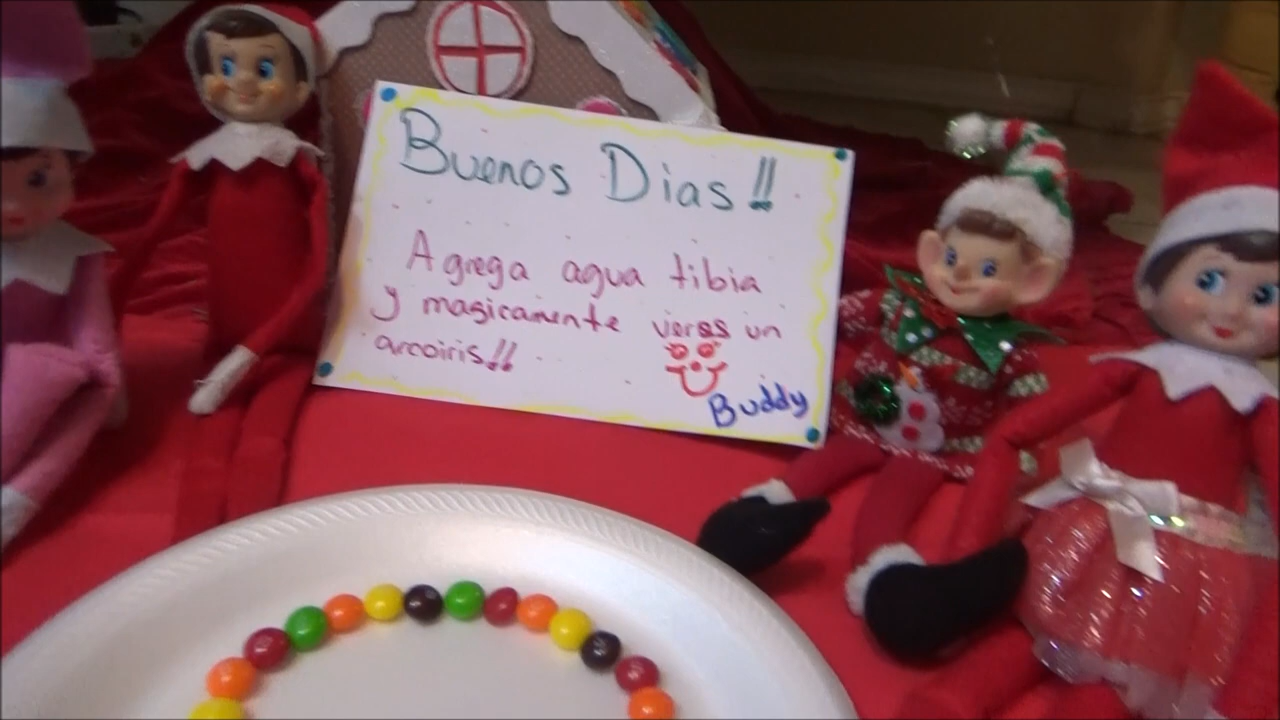 Buenos Dias!!
Agrega agua tibia
y magicamente veras un
arcoiris!!
Buddy